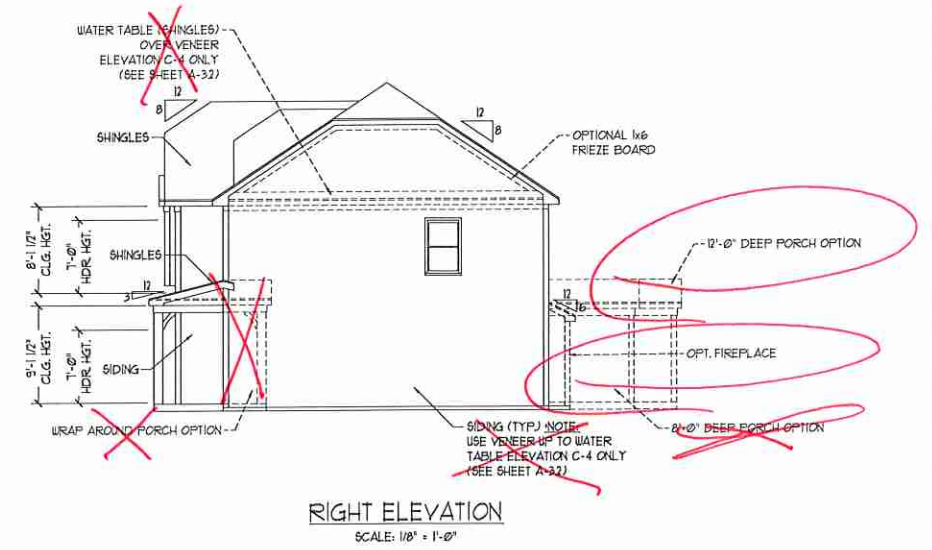 WATER TABLE (SHINGLES)
OVER VENEER
ELEVATION C-4 ONLY
(SEE SHEET A-3.2)
12
8
SHINGLES
12
8
OPTIONAL 1x6
FRIEZE BOARD
8'-1 1/2"
CLG. HGT.
7'-0"
HDR. HGT.
SHINGLES
12
3
12'-0" DEEP PORCH OPTION
12
6
9'-1 1/2"
CLG. HGT.
7'-0"
HDR. HGT.
SIDING
OPT. FIREPLACE
WRAP AROUND PORCH OPTION
SIDING (TYP.) NOTE:
USE VENEER UP TO WATER
TABLE ELEVATION C-4 ONLY
(SEE SHEET A-3.2)
8'-0" DEEP PORCH OPTION
RIGHT ELEVATION
SCALE: 1/8" = 1'-0"